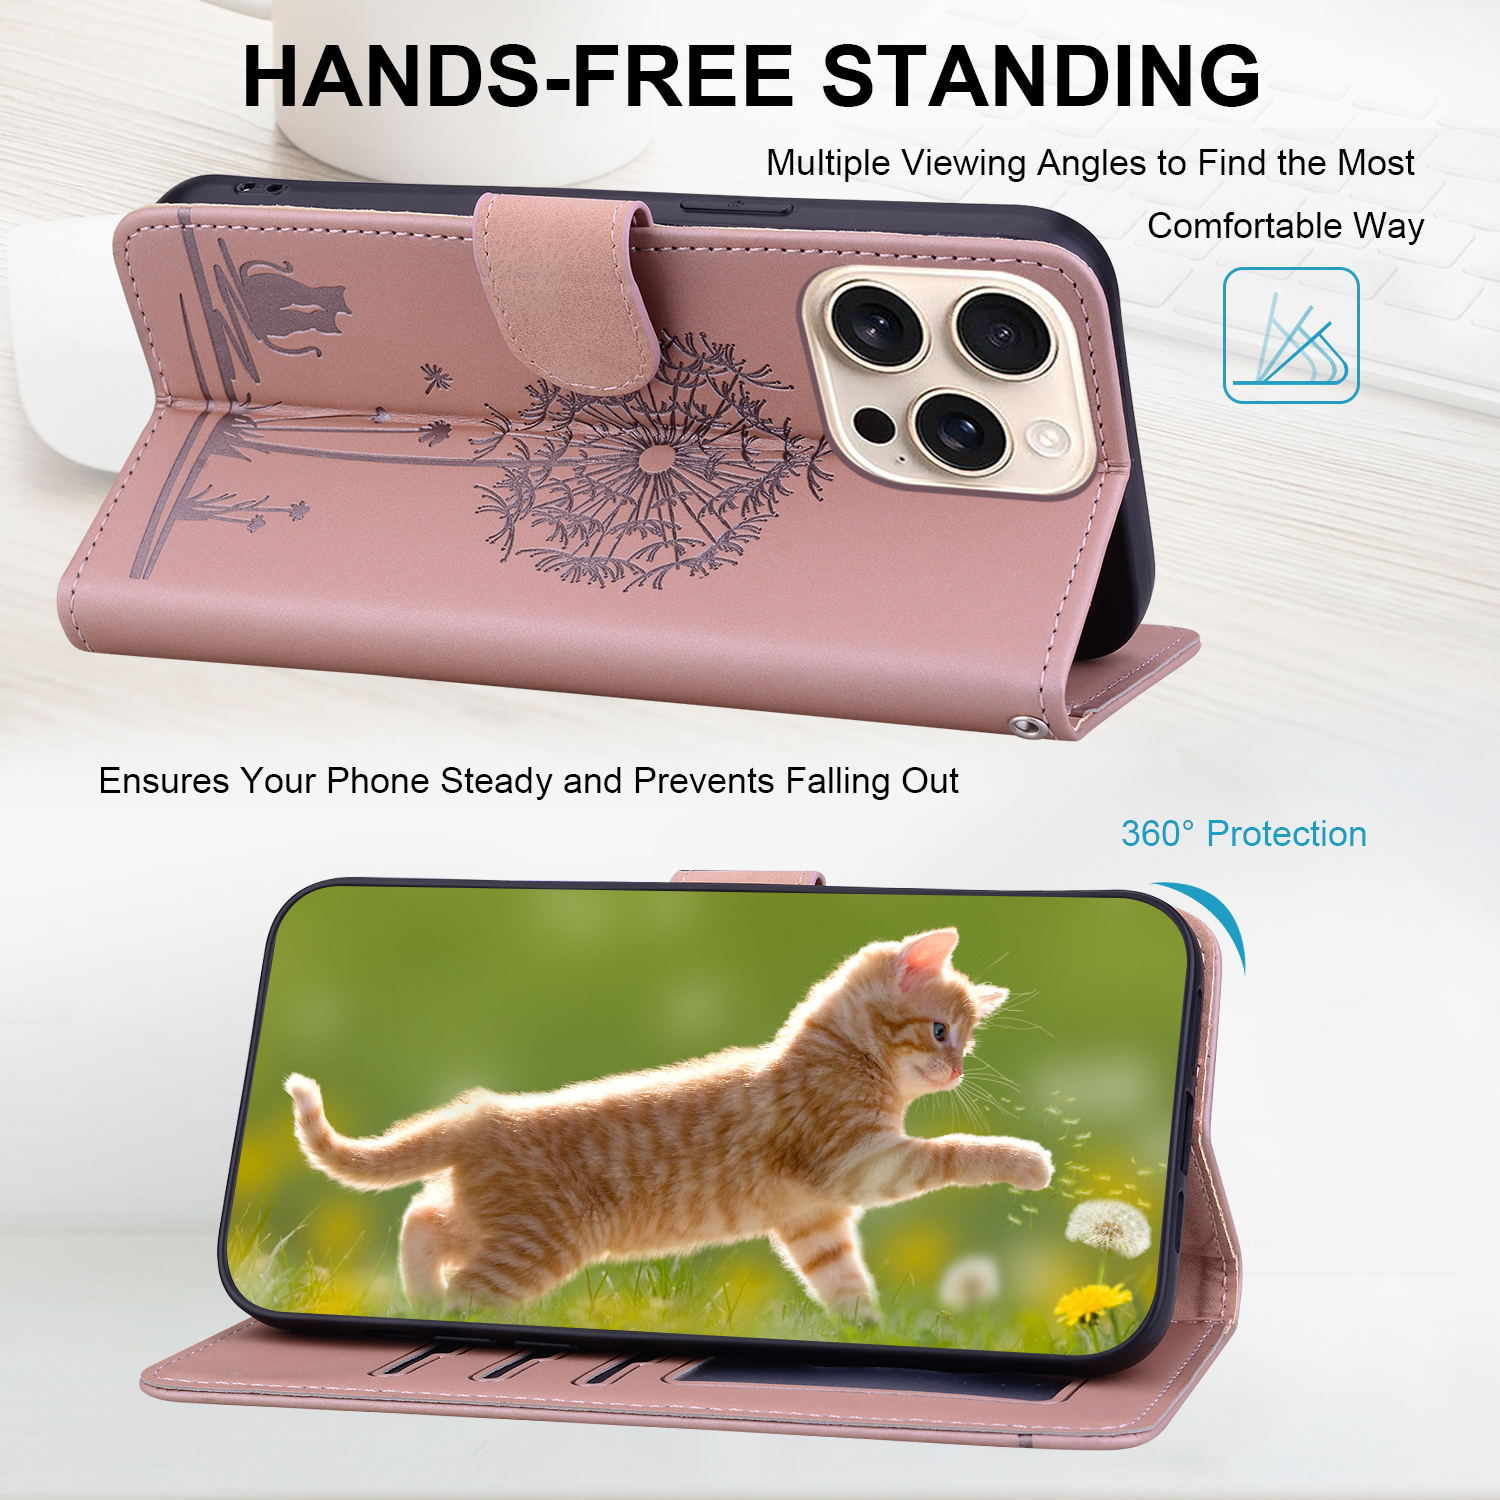 HANDS-FREE STANDING
Multiple Viewing Angles to Find the Most
Comfortable Way
Ensures Your Phone Steady and Prevents Falling Out
360° Protection